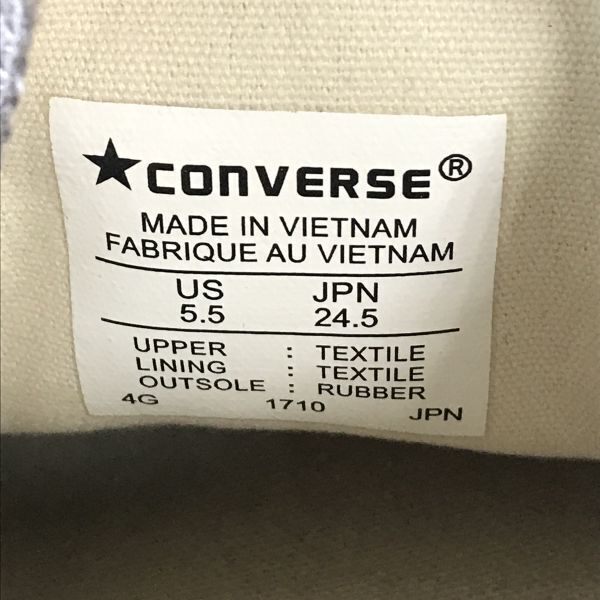 ★CONVERSE®
MADE IN VIETNAM
FABRIQUE AU VIETNAM
US JPN
5.5 24.5
UPPER : TEXTILE
LINING : TEXTILE
OUTSOLE : RUBBER
4G 1710 JPN